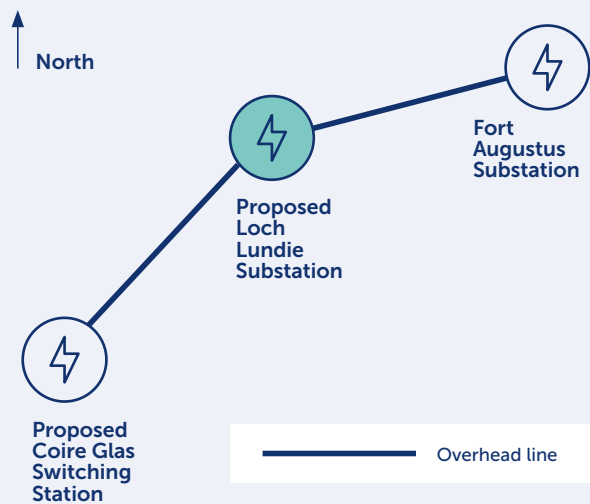 North
Fort
Augustus
Substation
Proposed
Loch
Lundie
Substation
Proposed
Coire Glas
Switching
Station
Overhead line